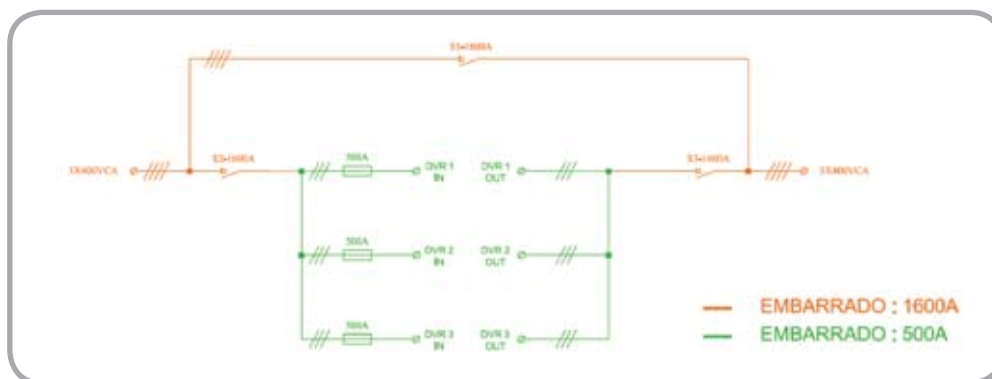 S1-1600A
3X400VCA
S2-1600A
500A
DVR 1
IN
DVR 1
OUT
S3-1600A
3X400VCA
500A
DVR 2
IN
DVR 2
OUT
500A
DVR 3
IN
DVR 3
OUT
EMBARRADO : 1600A
EMBARRADO : 500A